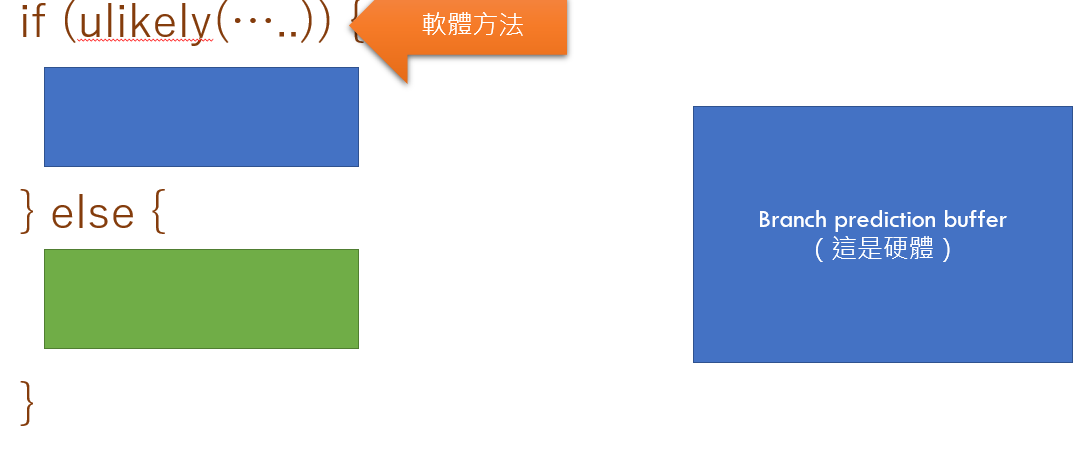 if (ulikely(…..)) {
軟體方法
} else {
}
Branch prediction buffer
(這是硬體)